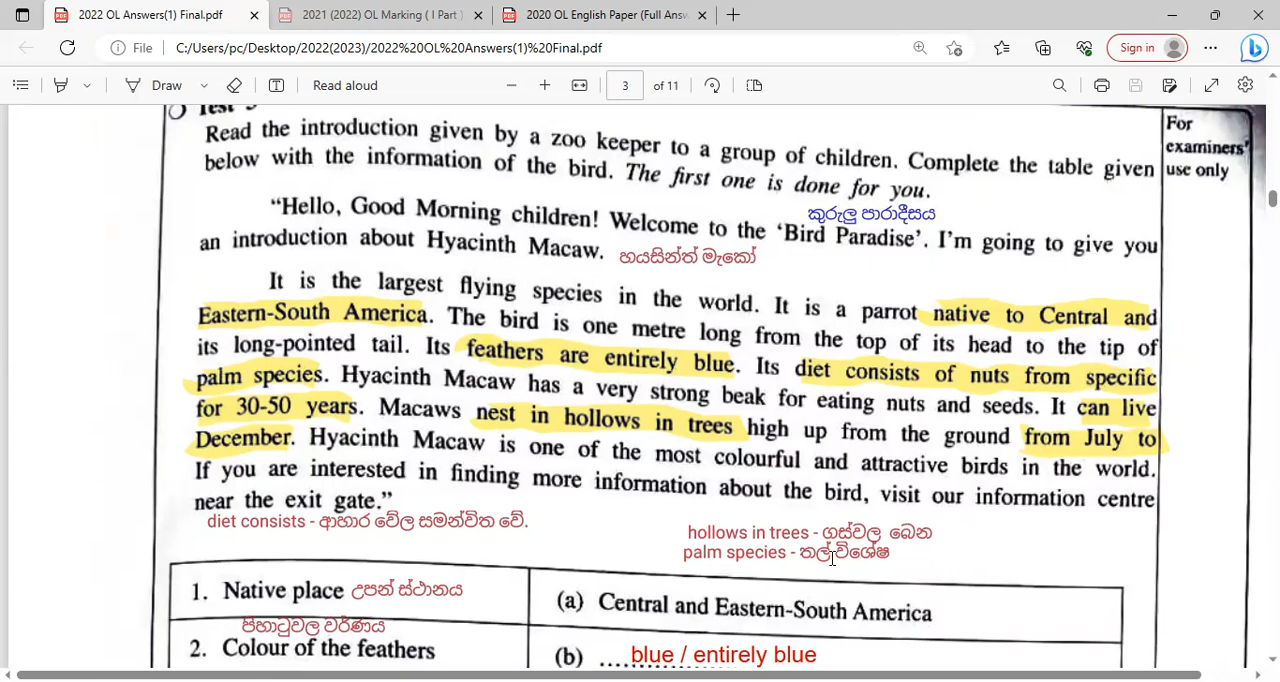 2022 OL Answers(1) Final.pdf
2021 (2022) OL Marking ( I Part )
2020 OL English Paper (Full Answ
File
C:/Users/pc/Desktop/2022(2023)/2022%20OL%20Answers(1)%20Final.pdf
Sign in
Draw
Read aloud
3
of 11
Test
Read the introduction given by a zoo keeper to a group of children. Complete the table given
below with the information of the bird. The first one is done for you.
For
examiners'
use only
කුරුලු පාරාදීසය
"Hello, Good Morning children! Welcome to the 'Bird Paradise'. I'm going to give you
an introduction about Hyacinth Macaw. හයසින්ත් මැකෝ
It is the largest flying species in the world. It is a parrot native to Central and
Eastern-South America. The bird is one metre long from the top of its head to the tip of
its long-pointed tail. Its feathers are entirely blue. Its diet consists of nuts from specific
palm species. Hyacinth Macaw has a very strong beak for eating nuts and seeds. It can live
for 30-50 years. Macaws nest in hollows in trees high up from the ground from July to
December. Hyacinth Macaw is one of the most colourful and attractive birds in the world.
If you are interested in finding more information about the bird, visit our information centre
near the exit gate."
diet consists - ආහාර වේල සමන්විත වේ.
hollows in trees - ගස්වල බෙන
palm species - තල් විශේෂ
1. Native place උපන් ස්ථානය
(a) Central and Eastern-South America
පිහාටුවල වර්ණය
2. Colour of the feathers
(b) ...... blue / entirely blue